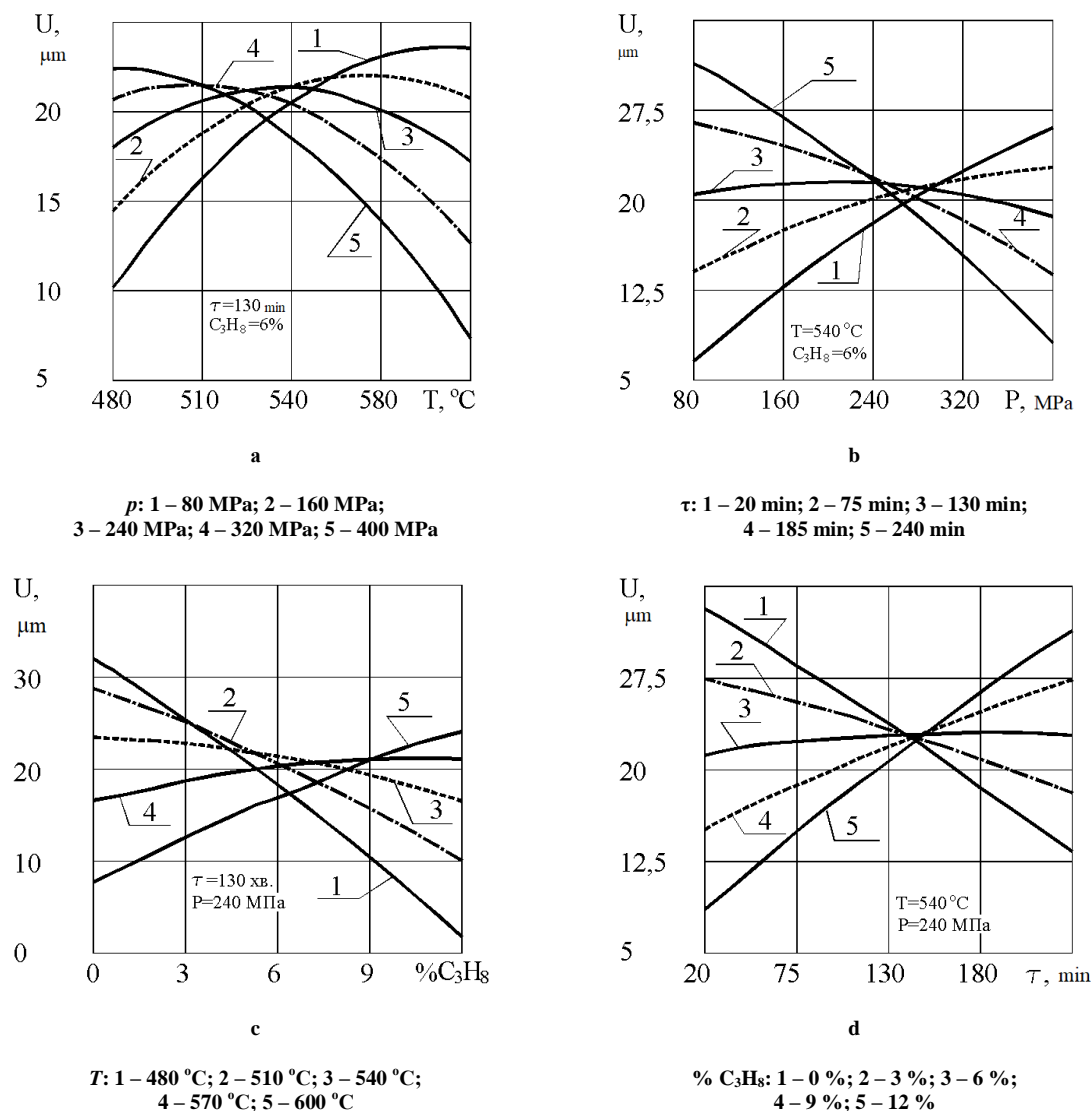 U,
μm
20
15
10
5
480
510
540
580
T, °C
1
4
2
3
5
τ=130 min
C₃H₈=6%
a
p: 1 – 80 MPa; 2 – 160 MPa;
3 – 240 MPa; 4 – 320 MPa; 5 – 400 MPa
U,
μm
27,5
20
12,5
5
80
160
240
320
P, MPa
5
3
2
4
1
T=540 °C
C₃H₈=6%
b
τ: 1 – 20 min; 2 – 75 min; 3 – 130 min;
4 – 185 min; 5 – 240 min
U,
μm
30
20
10
0
0
3
6
9
%C₃H₈
2
5
4
3
1
τ=130 хв.
P=240 МПа
c
T: 1 – 480 °C; 2 – 510 °C; 3 – 540 °C;
4 – 570 °C; 5 – 600 °C
U,
μm
27,5
20
12,5
5
20
75
130
180
τ, min
1
2
3
4
5
T=540 °C
P=240 МПа
d
% C₃H₈: 1 – 0 %; 2 – 3 %; 3 – 6 %;
4 – 9 %; 5 – 12 %